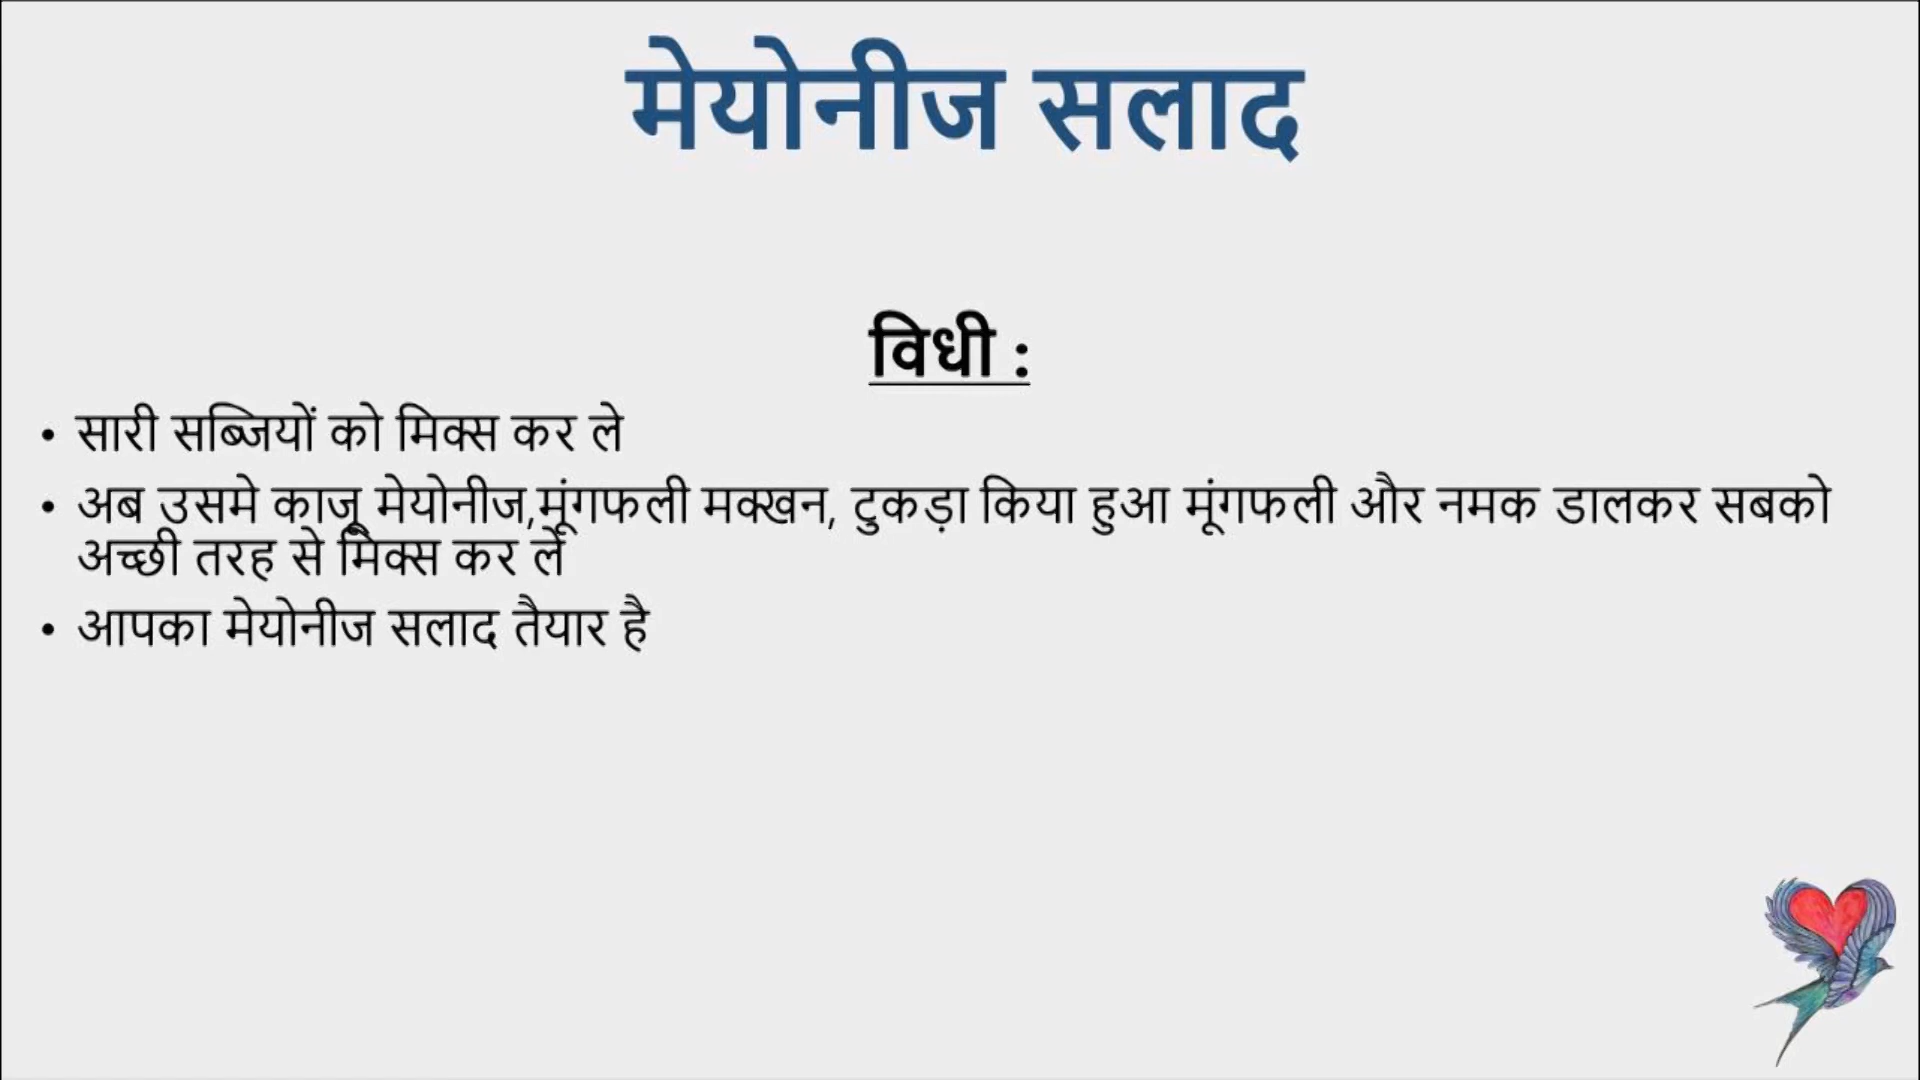 मेयोनीज सलाद
विधी :
• सारी सब्जियों को मिक्स कर ले
• अब उसमे काजू मेयोनीज,मूंगफली मक्खन, टुकड़ा किया हुआ मूंगफली और नमक डालकर सबको
अच्छी तरह से मिक्स कर ले
• आपका मेयोनीज सलाद तैयार है